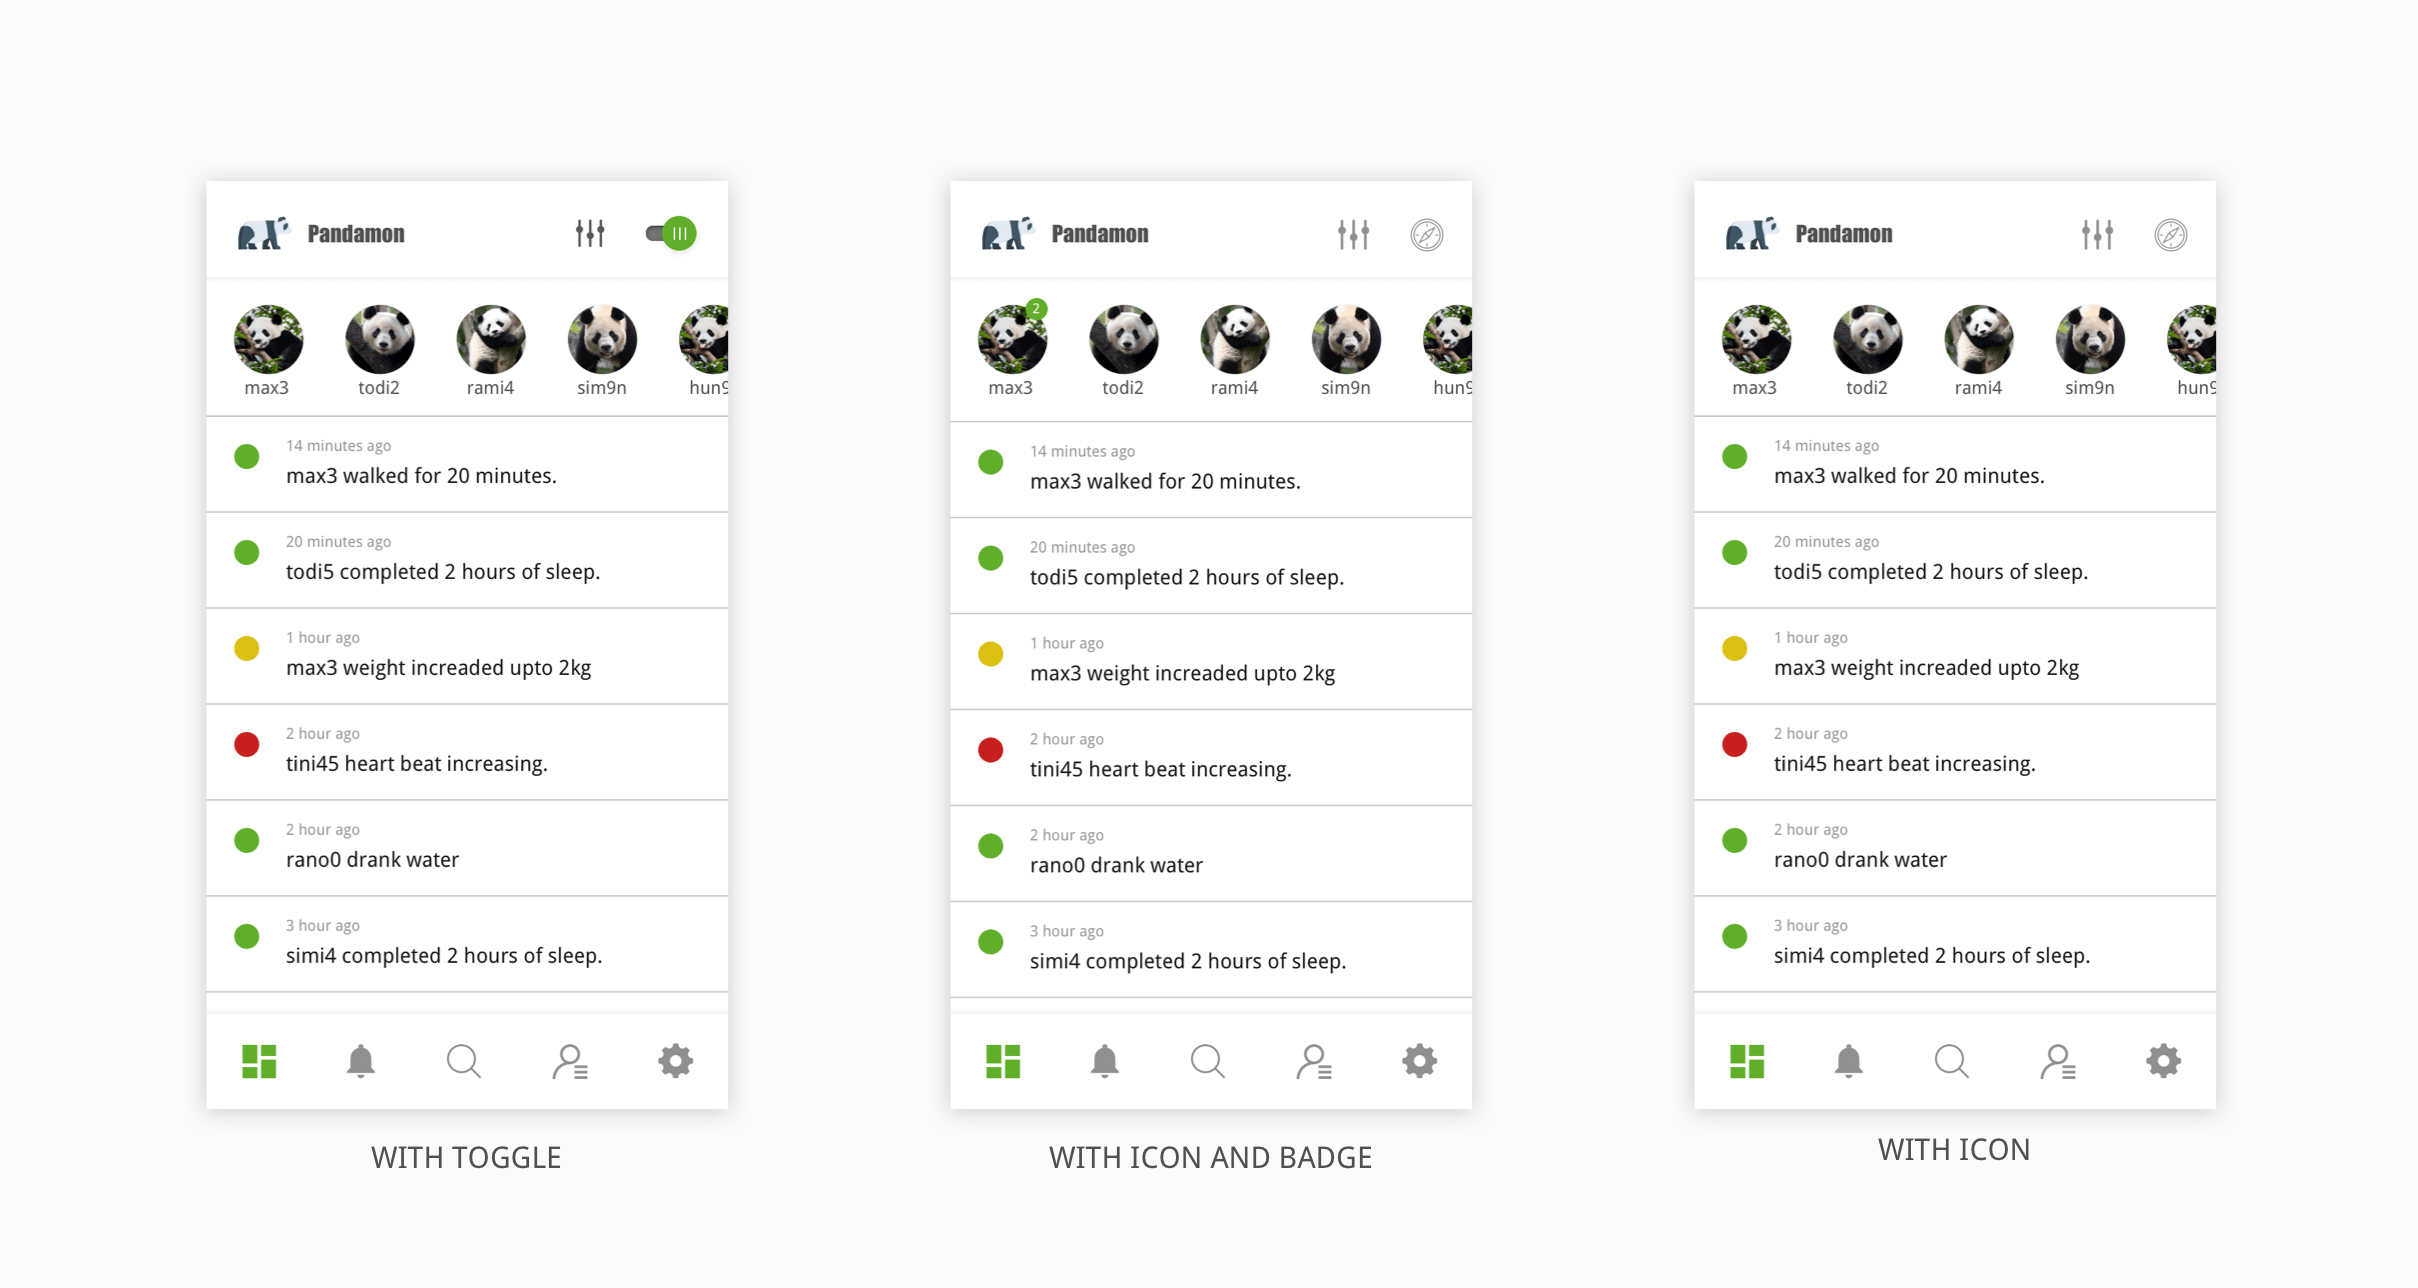 Pandamon
max3 todi2 rami4 sim9n hun9
14 minutes ago
max3 walked for 20 minutes.
20 minutes ago
todi5 completed 2 hours of sleep.
1 hour ago
max3 weight increaded upto 2kg
2 hour ago
tini45 heart beat increasing.
2 hour ago
rano0 drank water
3 hour ago
simi4 completed 2 hours of sleep.
WITH TOGGLE
Pandamon
2
max3 todi2 rami4 sim9n hun9
14 minutes ago
max3 walked for 20 minutes.
20 minutes ago
todi5 completed 2 hours of sleep.
1 hour ago
max3 weight increaded upto 2kg
2 hour ago
tini45 heart beat increasing.
2 hour ago
rano0 drank water
3 hour ago
simi4 completed 2 hours of sleep.
WITH ICON AND BADGE
Pandamon
max3 todi2 rami4 sim9n hun9
14 minutes ago
max3 walked for 20 minutes.
20 minutes ago
todi5 completed 2 hours of sleep.
1 hour ago
max3 weight increaded upto 2kg
2 hour ago
tini45 heart beat increasing.
2 hour ago
rano0 drank water
3 hour ago
simi4 completed 2 hours of sleep.
WITH ICON